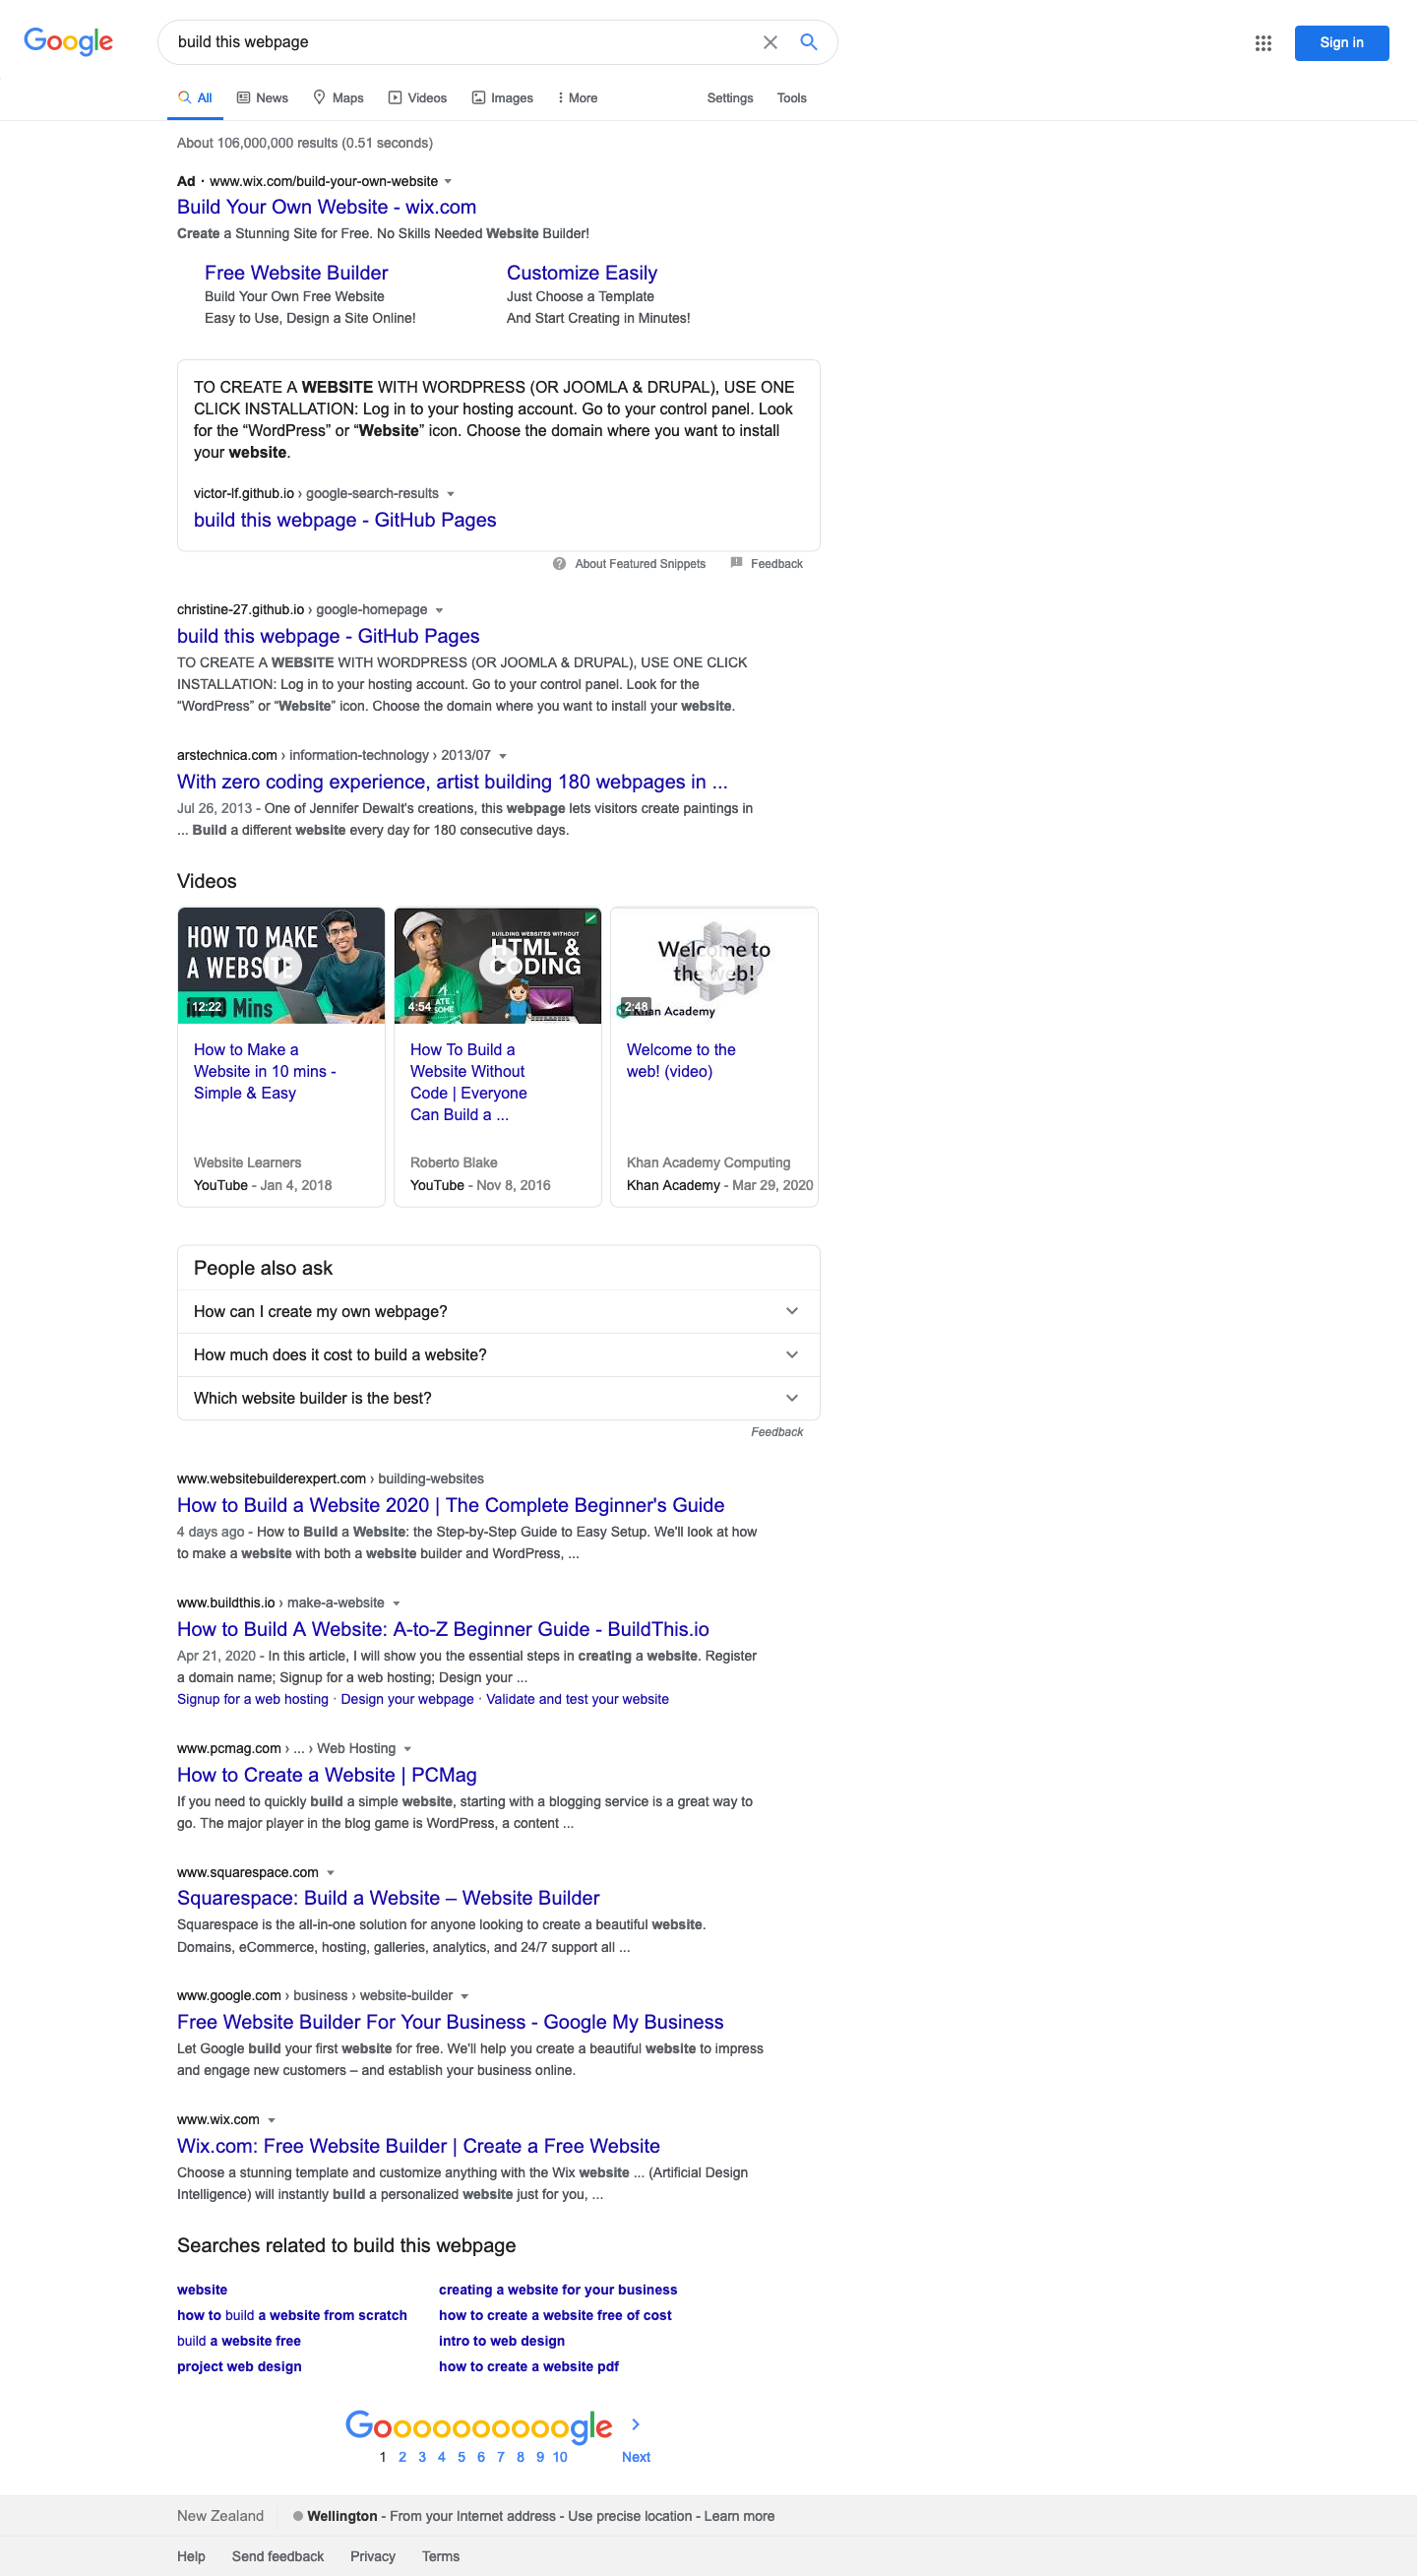 Google
build this webpage
Sign in
All
News
Maps
Videos
Images
More
Settings
Tools
About 106,000,000 results (0.51 seconds)
Ad · www.wix.com/build-your-own-website
Build Your Own Website - wix.com
Create a Stunning Site for Free. No Skills Needed Website Builder!
Free Website Builder
Build Your Own Free Website
Easy to Use, Design a Site Online!
Customize Easily
Just Choose a Template
And Start Creating in Minutes!
TO CREATE A WEBSITE WITH WORDPRESS (OR JOOMLA & DRUPAL), USE ONE
CLICK INSTALLATION: Log in to your hosting account. Go to your control panel. Look
for the “WordPress” or “Website” icon. Choose the domain where you want to install
your website.
victor-lf.github.io › google-search-results
build this webpage - GitHub Pages
About Featured Snippets
Feedback
christine-27.github.io › google-homepage
build this webpage - GitHub Pages
TO CREATE A WEBSITE WITH WORDPRESS (OR JOOMLA & DRUPAL), USE ONE CLICK
INSTALLATION: Log in to your hosting account. Go to your control panel. Look for the
“WordPress” or “Website” icon. Choose the domain where you want to install your website.
arstechnica.com › information-technology › 2013/07
With zero coding experience, artist building 180 webpages in ...
Jul 26, 2013 - One of Jennifer Dewalt's creations, this webpage lets visitors create paintings in
... Build a different website every day for 180 consecutive days.
Videos
HOW TO MAKE
A WEBSITE
Mins
12:22
How to Make a
Website in 10 mins -
Simple & Easy
Website Learners
YouTube - Jan 4, 2018
BUILDING WEBSITES WITHOUT
HTML &
CODING
4:54
How To Build a
Website Without
Code | Everyone
Can Build a ...
Roberto Blake
YouTube - Nov 8, 2016
Welcome to
the web!
2:48
Khan Academy
Welcome to the
web! (video)
Khan Academy Computing
Khan Academy - Mar 29, 2020
People also ask
How can I create my own webpage?
How much does it cost to build a website?
Which website builder is the best?
Feedback
www.websitebuilderexpert.com › building-websites
How to Build a Website 2020 | The Complete Beginner's Guide
4 days ago - How to Build a Website: the Step-by-Step Guide to Easy Setup. We'll look at how
to make a website with both a website builder and WordPress, ...
www.buildthis.io › make-a-website
How to Build A Website: A-to-Z Beginner Guide - BuildThis.io
Apr 21, 2020 - In this article, I will show you the essential steps in creating a website. Register
a domain name; Signup for a web hosting; Design your ...
Signup for a web hosting · Design your webpage · Validate and test your website
www.pcmag.com › ... › Web Hosting
How to Create a Website | PCMag
If you need to quickly build a simple website, starting with a blogging service is a great way to
go. The major player in the blog game is WordPress, a content ...
www.squarespace.com
Squarespace: Build a Website – Website Builder
Squarespace is the all-in-one solution for anyone looking to create a beautiful website.
Domains, eCommerce, hosting, galleries, analytics, and 24/7 support all ...
www.google.com › business › website-builder
Free Website Builder For Your Business - Google My Business
Let Google build your first website for free. We'll help you create a beautiful website to impress
and engage new customers – and establish your business online.
www.wix.com
Wix.com: Free Website Builder | Create a Free Website
Choose a stunning template and customize anything with the Wix website ... (Artificial Design
Intelligence) will instantly build a personalized website just for you, ...
Searches related to build this webpage
website
how to build a website from scratch
build a website free
project web design
creating a website for your business
how to create a website free of cost
intro to web design
how to create a website pdf
Goooooooooogle
1 2 3 4 5 6 7 8 9 10 Next
New Zealand
Wellington - From your Internet address - Use precise location - Learn more
Help
Send feedback
Privacy
Terms